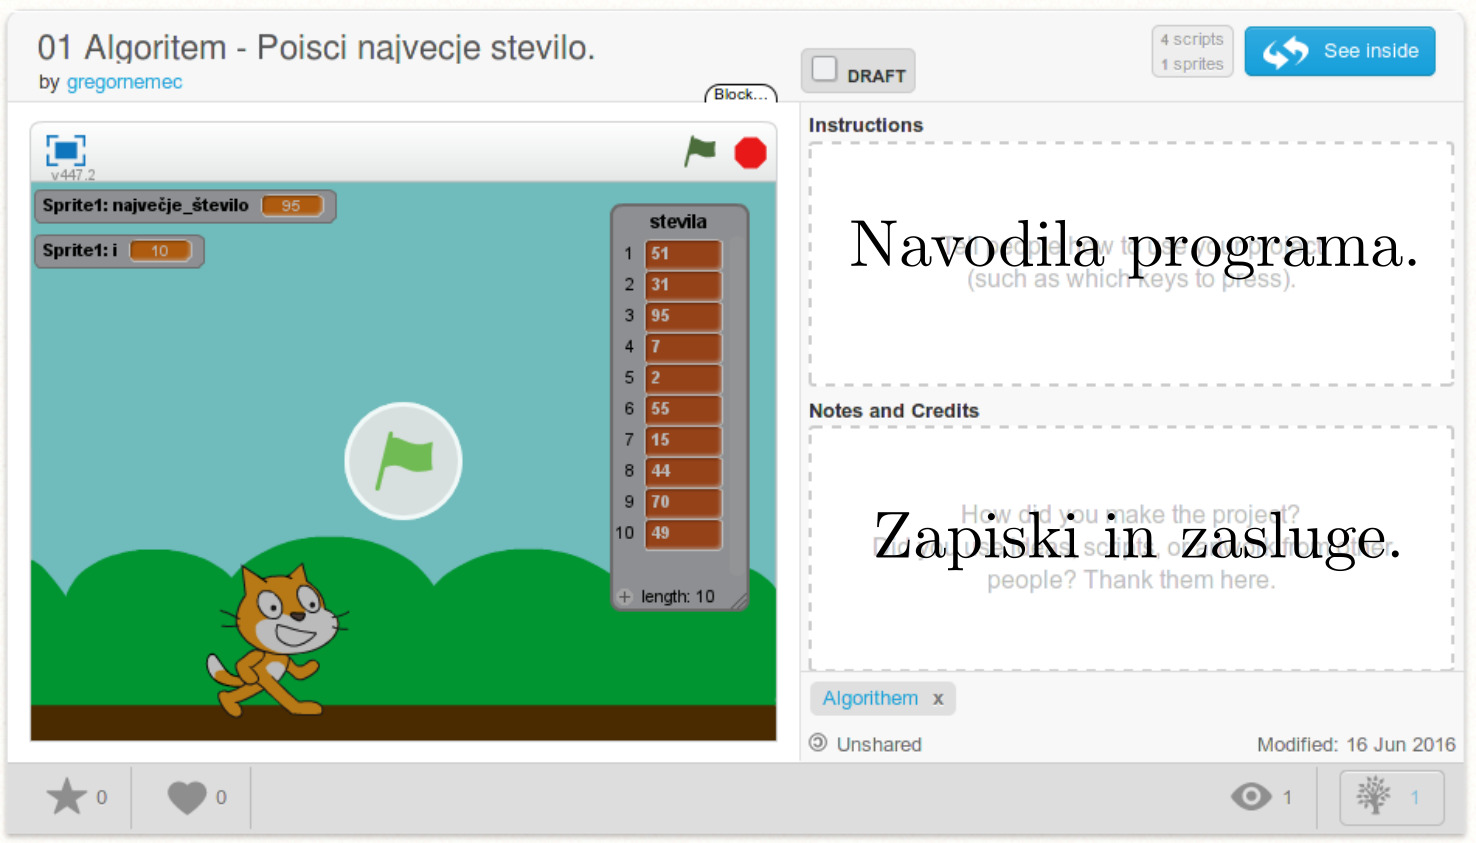 01 Algoritem - Poisci najvecje stevilo.
by gregornemec
Block...
DRAFT
4 scripts
1 sprites
See inside
v447.2
Sprite1: največje_število 95
Sprite1: i 10
stevila
1 51
2 31
3 95
4 7
5 2
6 55
7 15
8 44
9 70
10 49
+ length: 10
Instructions
Navodila programa.
Tell people how to use your project
(such as which keys to press).
Notes and Credits
How did you make the project?
Zapiski in zasluge.
Did you use ideas, scripts, or artwork from other
people? Thank them here.
Algorithem x
Unshared
Modified: 16 Jun 2016
0
0
1
1